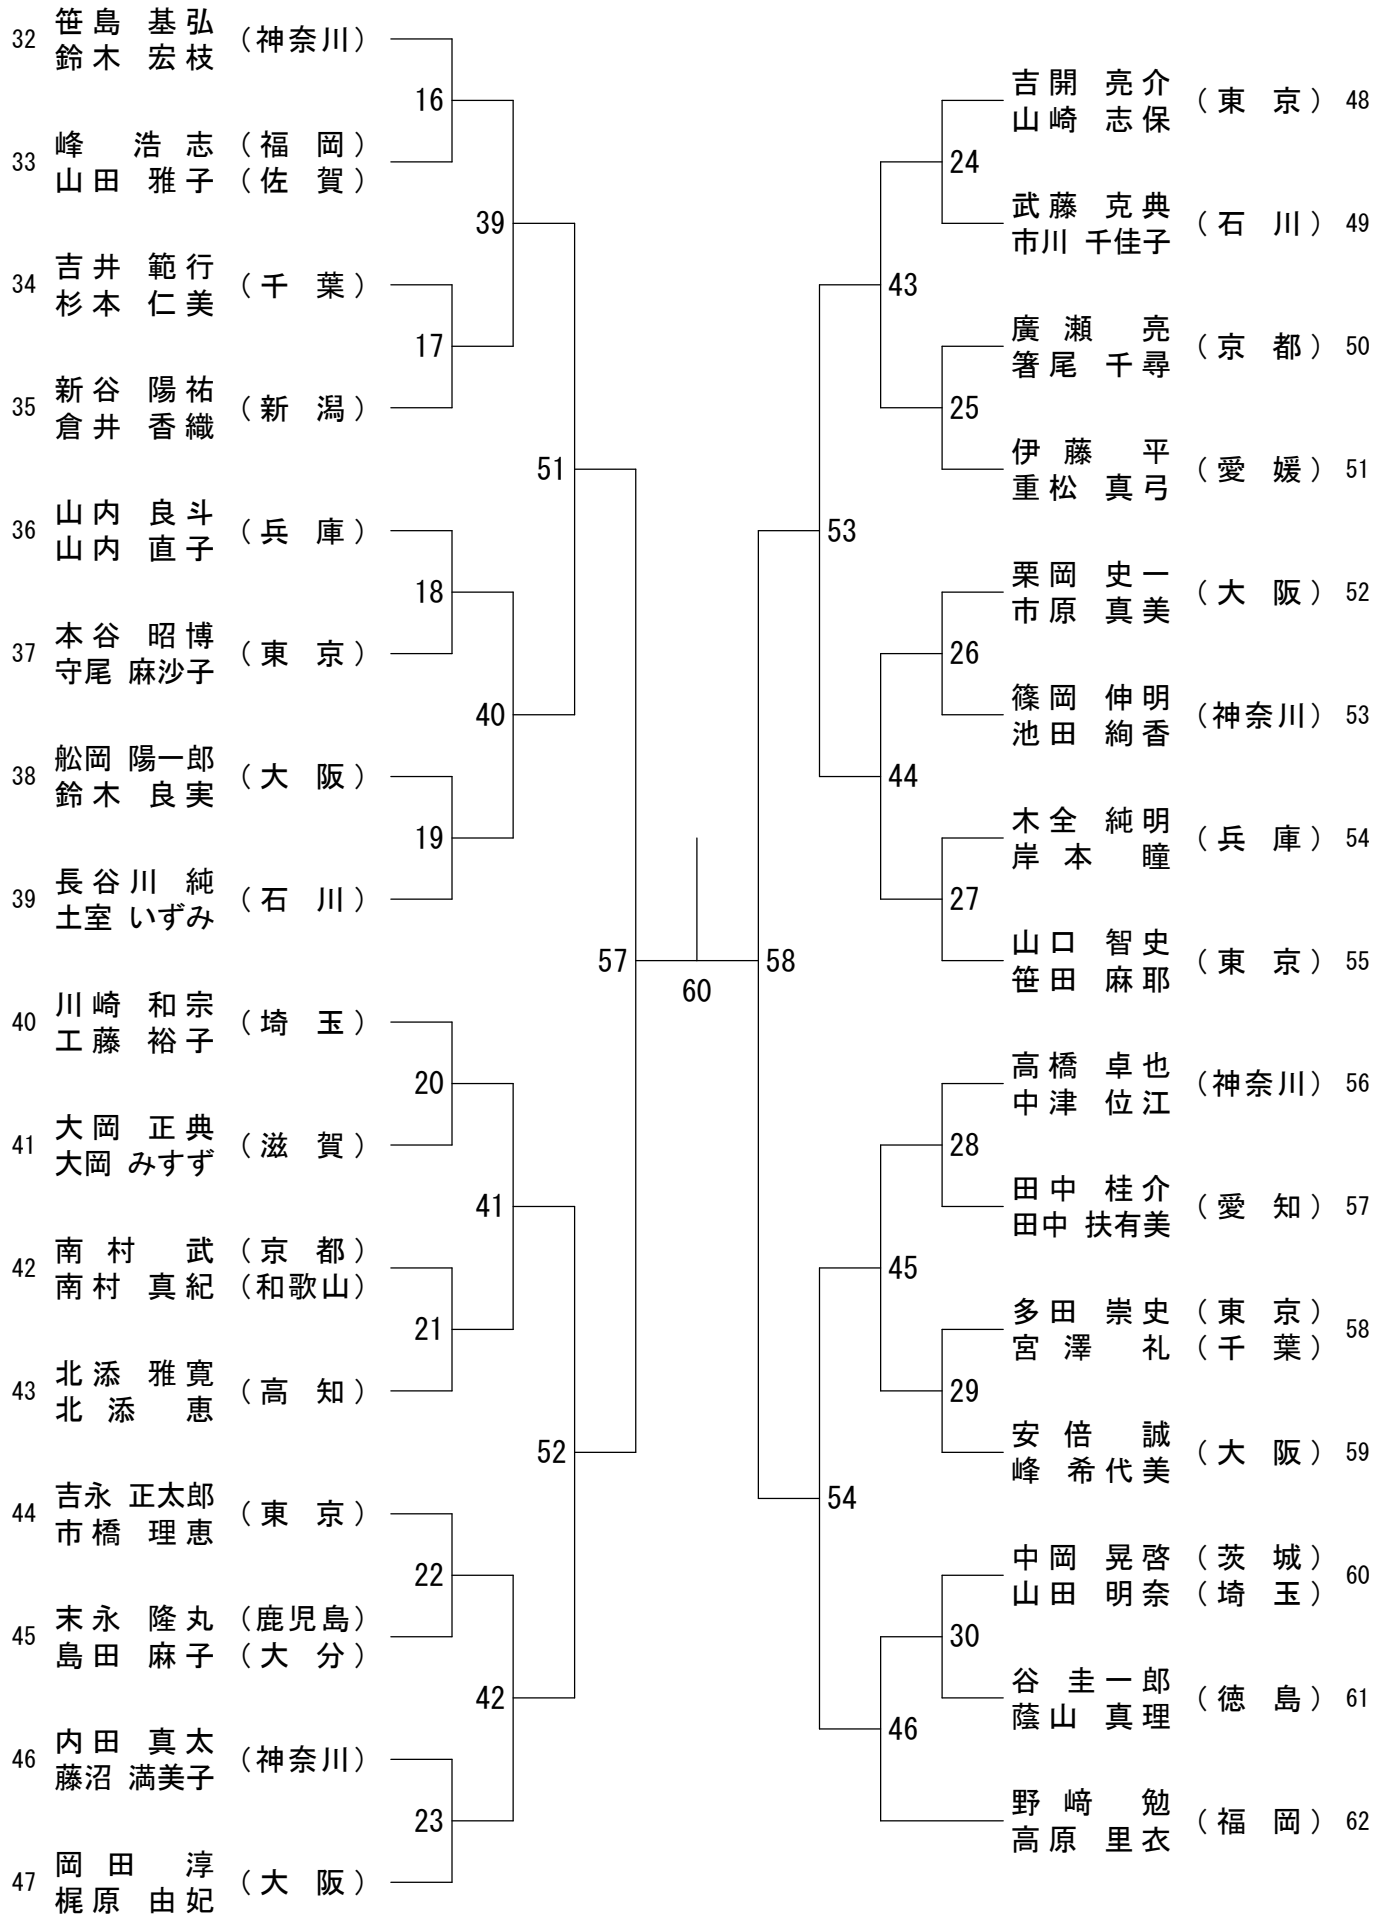 32 笹島 基弘 (神奈川)
鈴木 宏枝
16
33 峰 浩志 (福岡)
山田 雅子 (佐賀)
39
34 吉井 範行 (千葉)
杉本 仁美
17
35 新谷 陽祐 (新潟)
倉井 香織
51
36 山内 良斗 (兵庫)
山内 直子
18
37 本谷 昭博 (東京)
守尾 麻沙子
40
38 舩岡 陽一郎 (大阪)
鈴木 良実
19
39 長谷川 純 (石川)
土室 いずみ
57
40 川崎 和宗 (埼玉)
工藤 裕子
20
41 大岡 正典 (滋賀)
大岡 みすず
41
42 南村 武 (京都)
南村 真紀 (和歌山)
21
43 北添 雅寛 (高知)
北添 恵
52
44 吉永 正太郎 (東京)
市橋 理恵
22
45 末永 隆丸 (鹿児島)
島田 麻子 (大分)
42
46 内田 真太 (神奈川)
藤沼 満美子
23
47 岡田 淳 (大阪)
梶原 由妃
60
吉開 亮介 (東京) 48
山崎 志保
24
武藤 克典 (石川) 49
市川 千佳子
43
廣瀬 亮 (京都) 50
箸尾 千尋
25
伊藤 平 (愛媛) 51
重松 真弓
53
栗岡 史一 (大阪) 52
市原 真美
26
篠岡 伸明 (神奈川) 53
池田 絢香
44
木全 純明 (兵庫) 54
岸本 瞳
27
山口 智史 (東京) 55
笹田 麻耶
58
高橋 卓也 (神奈川) 56
中津 位江
28
田中 桂介 (愛知) 57
田中 扶有美
45
多田 崇史 (東京) 58
宮澤 礼 (千葉)
29
安倍 誠 (大阪) 59
峰 希代美
54
中岡 晃啓 (茨城) 60
山田 明奈 (埼玉)
30
谷 圭一郎 (徳島) 61
蔭山 真理
46
野﨑 勉 (福岡) 62
高原 里衣